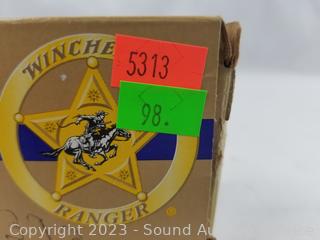 WINCHE
5313
98.
RANGER ®
Copyright 2023 - Sound Au